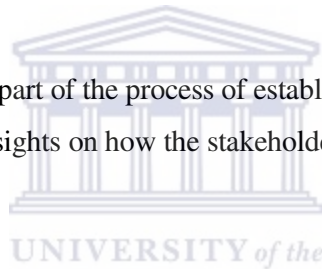 part of the process of establ
sights on how the stakeholde
UNIVERSITY of the